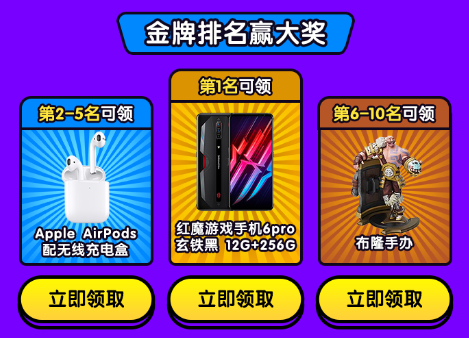 金牌排名赢大奖
第2-5名可领
Apple AirPods
配无线充电盒
立即领取
第1名可领
红魔游戏手机6pro
玄铁黑 12G+256G
立即领取
第6-10名可领
布隆手办
立即领取